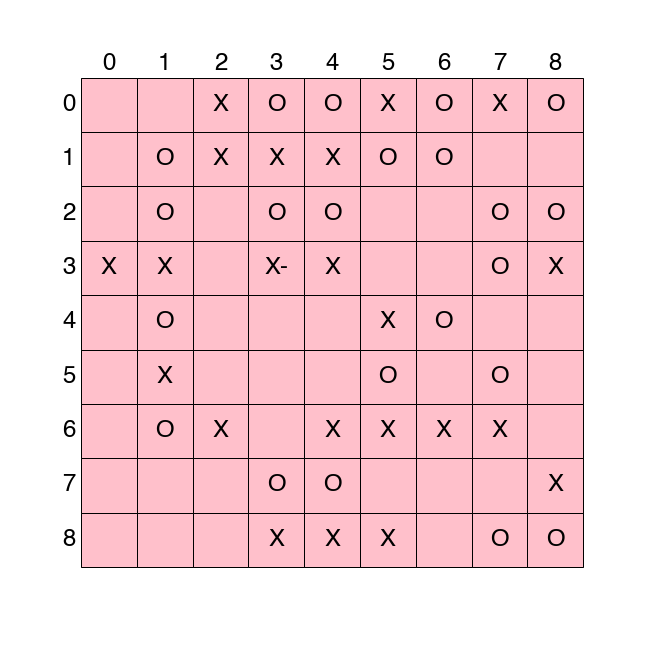 0 1 2 3 4 5 6 7 8
0 X O O X O X O
1 O X X X O O
2 O O O O O
3 X X X- X O X
4 O X O
5 X O O
6 O X X X X X
7 O O X
8 X X X O O